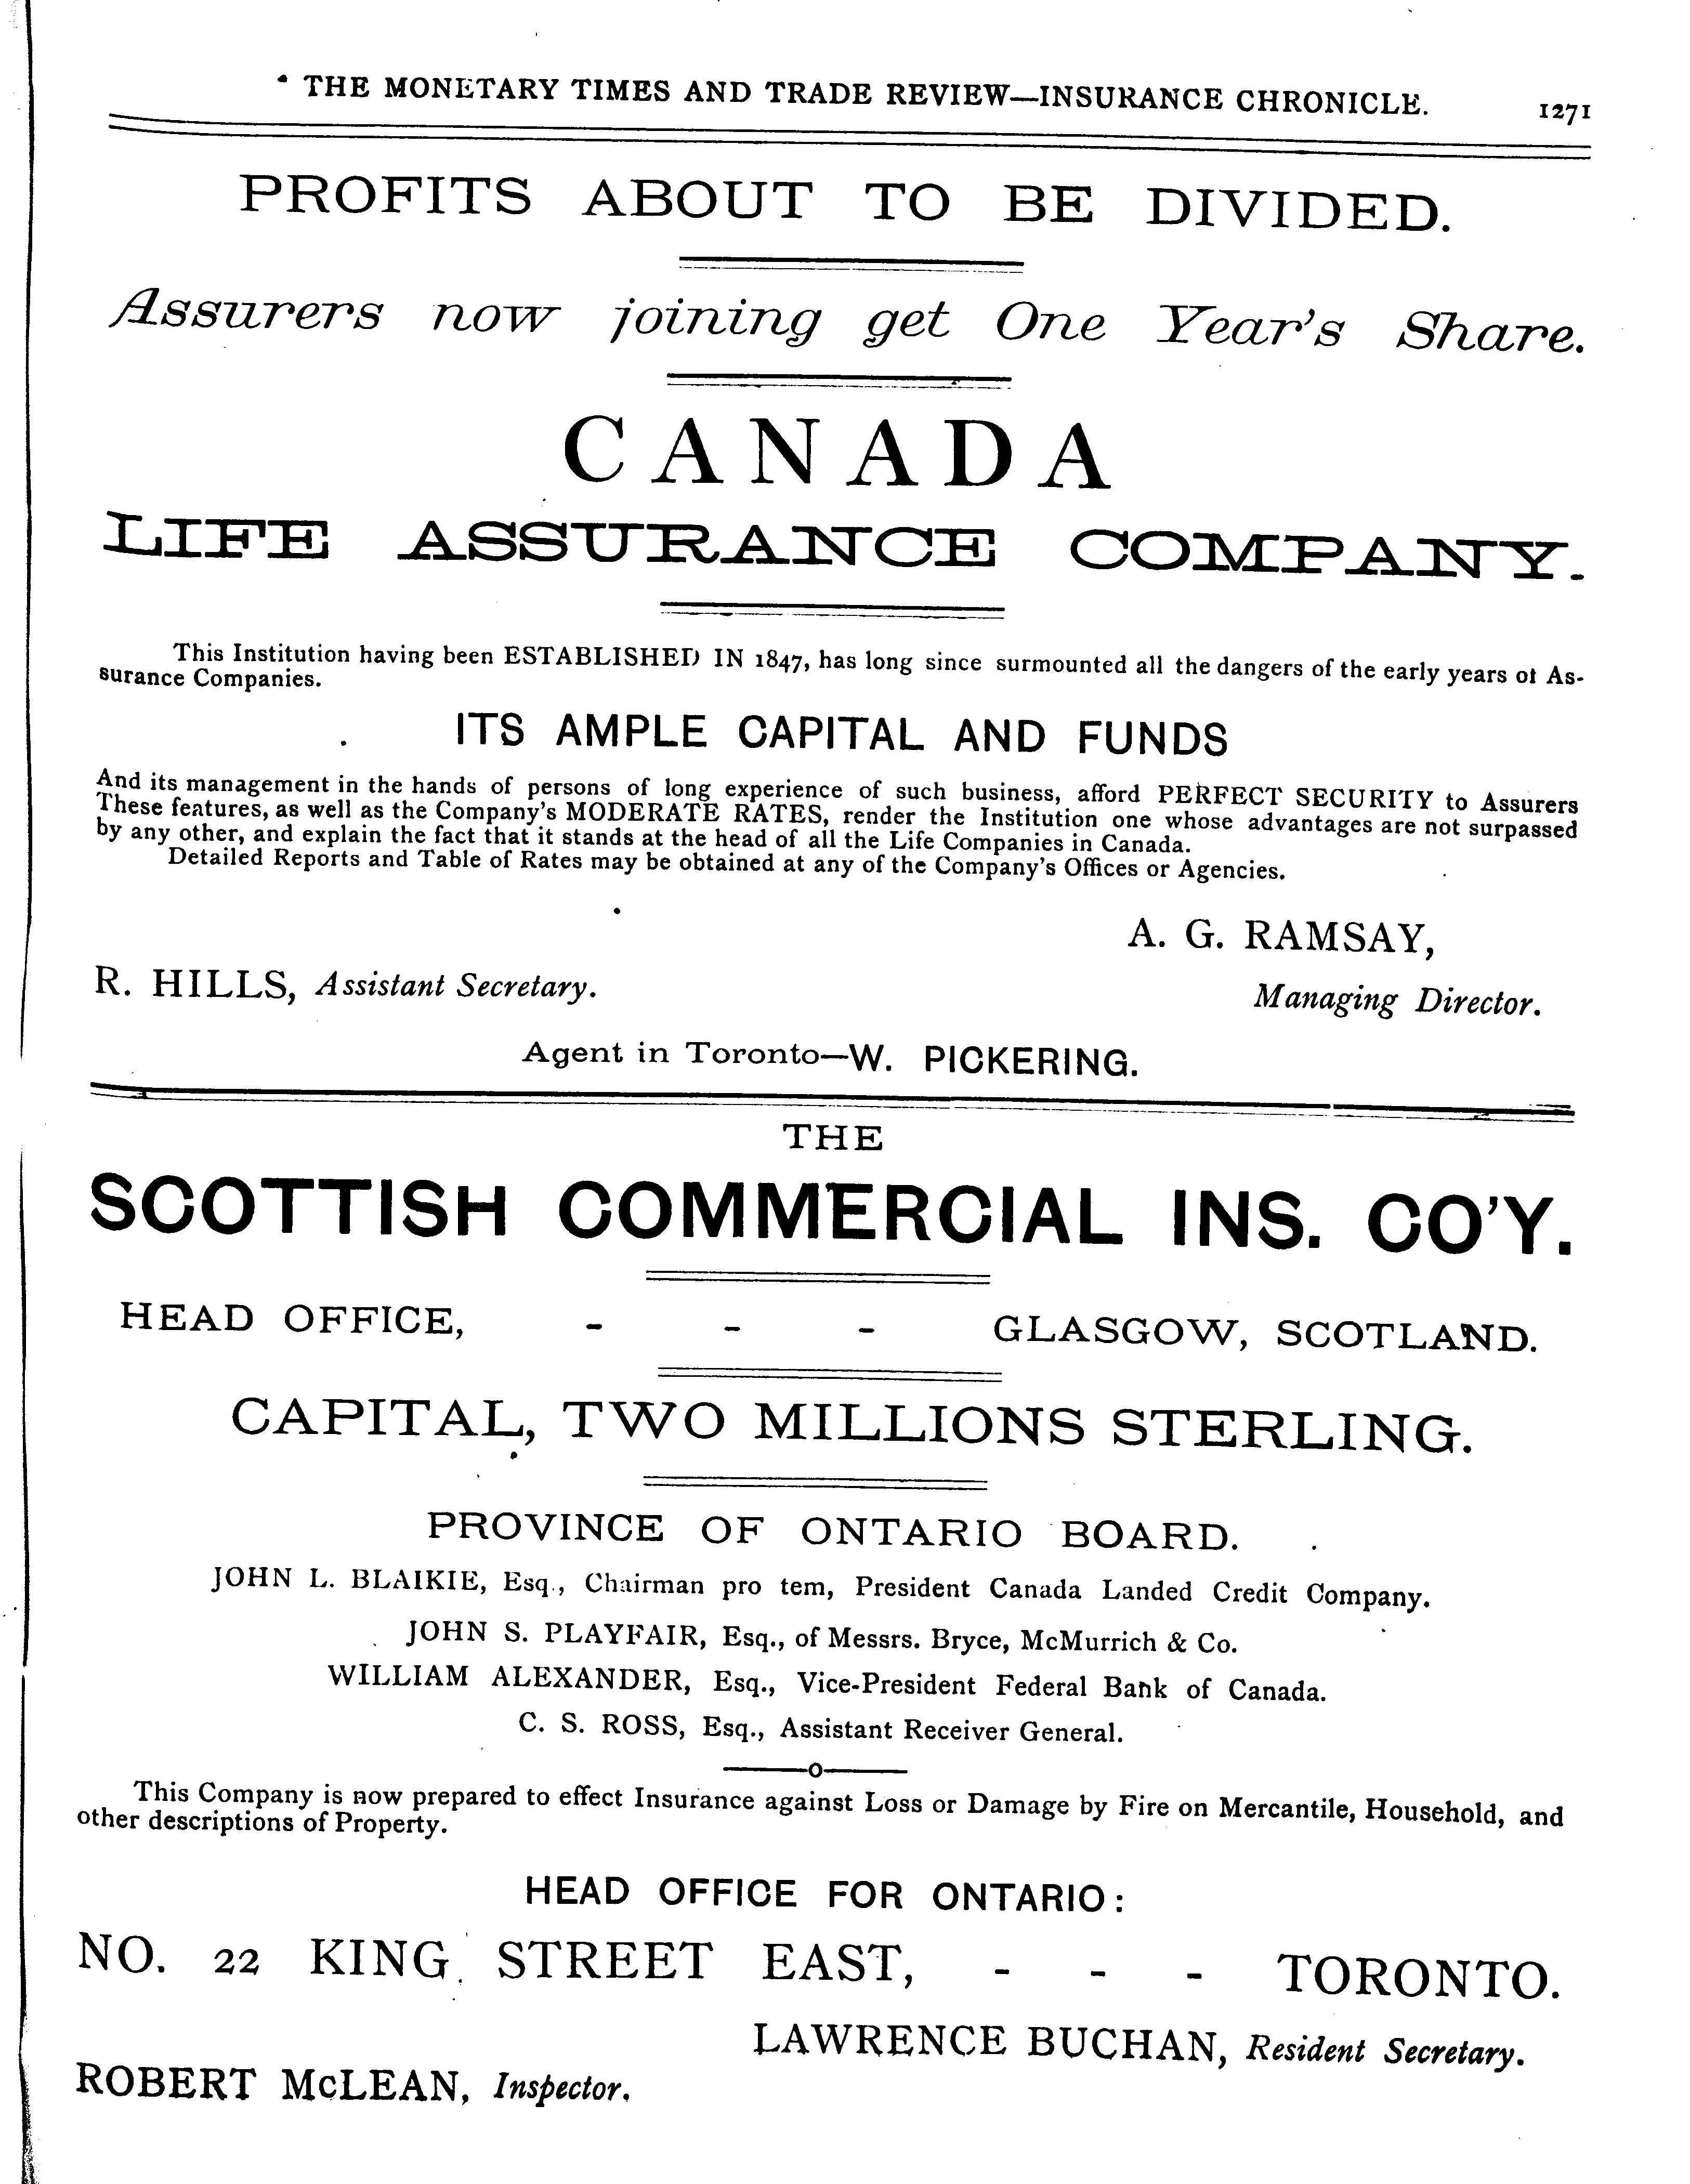 THE MONETARY TIMES AND TRADE REVIEW—INSURANCE CHRONICLE. 1271
PROFITS ABOUT TO BE DIVIDED.
Assurers now joining get One Year's Share.
CANADA
LIFE ASSURANCE COMPANY.
This Institution having been ESTABLISHED IN 1847, has long since surmounted all the dangers of the early years of As-
surance Companies.
ITS AMPLE CAPITAL AND FUNDS
And its management in the hands of persons of long experience of such business, afford PERFECT SECURITY to Assurers
These features, as well as the Company's MODERATE RATES, render the Institution one whose advantages are not surpassed
by any other, and explain the fact that it stands at the head of all the Life Companies in Canada.
Detailed Reports and Table of Rates may be obtained at any of the Company's Offices or Agencies.
A. G. RAMSAY,
R. HILLS, Assistant Secretary.
Managing Director.
Agent in Toronto—W. PICKERING.
THE
SCOTTISH COMMERCIAL INS. CO'Y.
HEAD OFFICE, - - - GLASGOW, SCOTLAND.
CAPITAL, TWO MILLIONS STERLING.
PROVINCE OF ONTARIO BOARD.
JOHN L. BLAIKIE, Esq., Chairman pro tem, President Canada Landed Credit Company.
JOHN S. PLAYFAIR, Esq., of Messrs. Bryce, McMurrich & Co.
WILLIAM ALEXANDER, Esq., Vice-President Federal Bank of Canada.
C. S. ROSS, Esq., Assistant Receiver General.
This Company is now prepared to effect Insurance against Loss or Damage by Fire on Mercantile, Household, and
other descriptions of Property.
HEAD OFFICE FOR ONTARIO:
NO. 22 KING STREET EAST, - - - TORONTO.
LAWRENCE BUCHAN, Resident Secretary.
ROBERT McLEAN, Inspector.